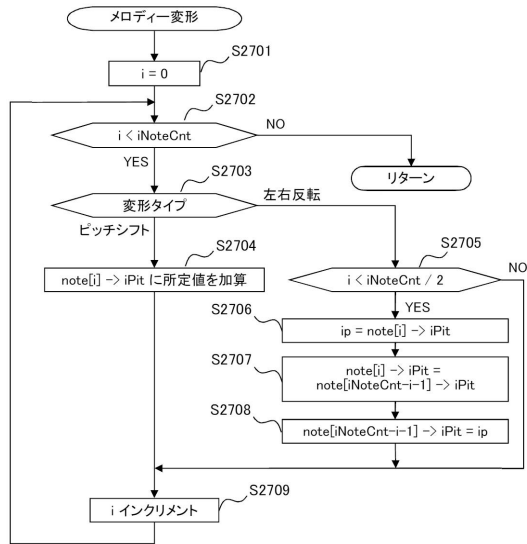 メロディー変形
S2701
i = 0
S2702
i < iNoteCnt
NO
YES
リターン
S2703
変形タイプ
左右反転
ピッチシフト
S2704
note[i] -> iPit に所定値を加算
S2705
i < iNoteCnt / 2
NO
YES
S2706
ip = note[i] -> iPit
S2707
note[i] -> iPit =
note[iNoteCnt-i-1] -> iPit
S2708
note[iNoteCnt-i-1] -> iPit = ip
S2709
i インクリメント